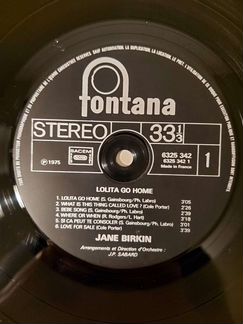 fontana
STEREO
33 1/3
SACEM
6325 342
6325 342 1
Made in France
1
℗ 1975
LOLITA GO HOME
1. LOLITA GO HOME (S. Gainsbourg/Ph. Labro) 3'05
2. WHAT IS THIS THING CALLED LOVE? (Cole Porter) 2'25
3. BEBE SONG (S. Gainsbourg/Ph. Labro) 2'39
4. WHERE OR WHEN (R. Rodgers/L. Hart) 2'39
5. SI CA PEUT TE CONSOLER (S. Gainsbourg/Ph. Labro) 3'18
6. LOVE FOR SALE (Cole Porter) 3'39
JANE BIRKIN
Arrangements et Direction d'Orchestre :
J.P. SABARD